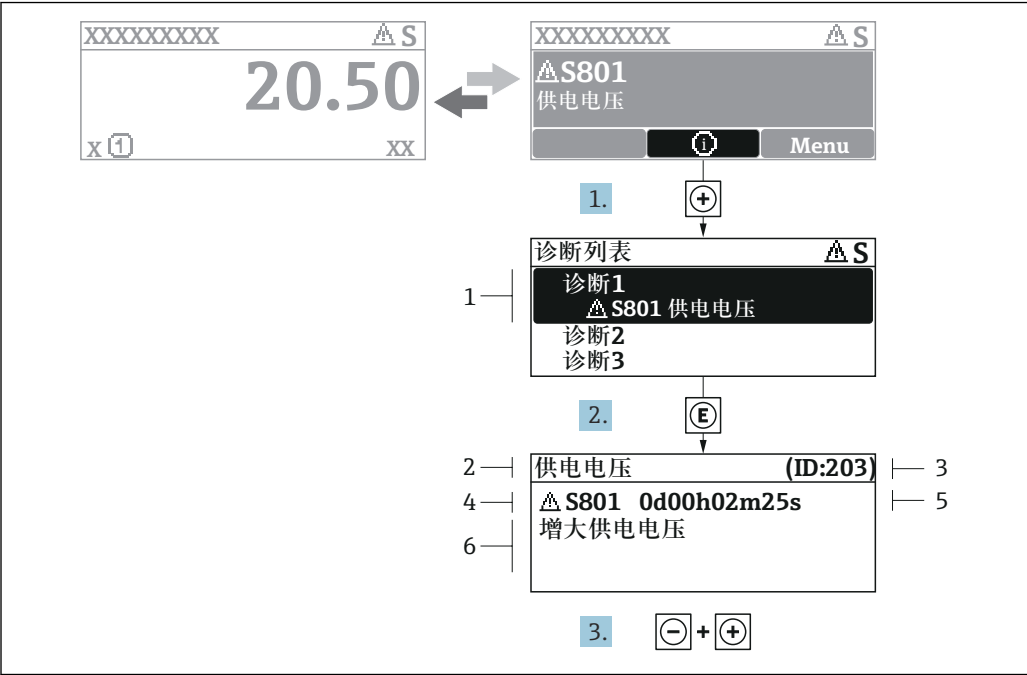 XXXXXXXXX ⚠ S
20.50
x ① XX
XXXXXXXXX ⚠ S
⚠S801
供电电压
ⓘ Menu
1. ⊕
诊断列表 ⚠ S
1
诊断1
⚠ S801 供电电压
诊断2
诊断3
2. Ⓔ
2 供电电压 (ID:203) 3
4 ⚠ S801 0d00h02m25s 5
6 增大供电电压
3. ⊖ + ⊕